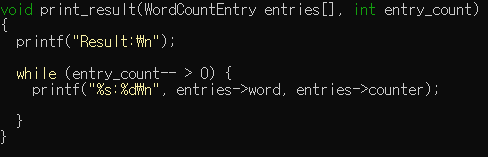 void print_result(WordCountEntry entries[], int entry_count)
{
  printf("Result:₩n");

  while (entry_count-- > 0) {
    printf("%s:%d₩n", entries->word, entries->counter);

  }
}